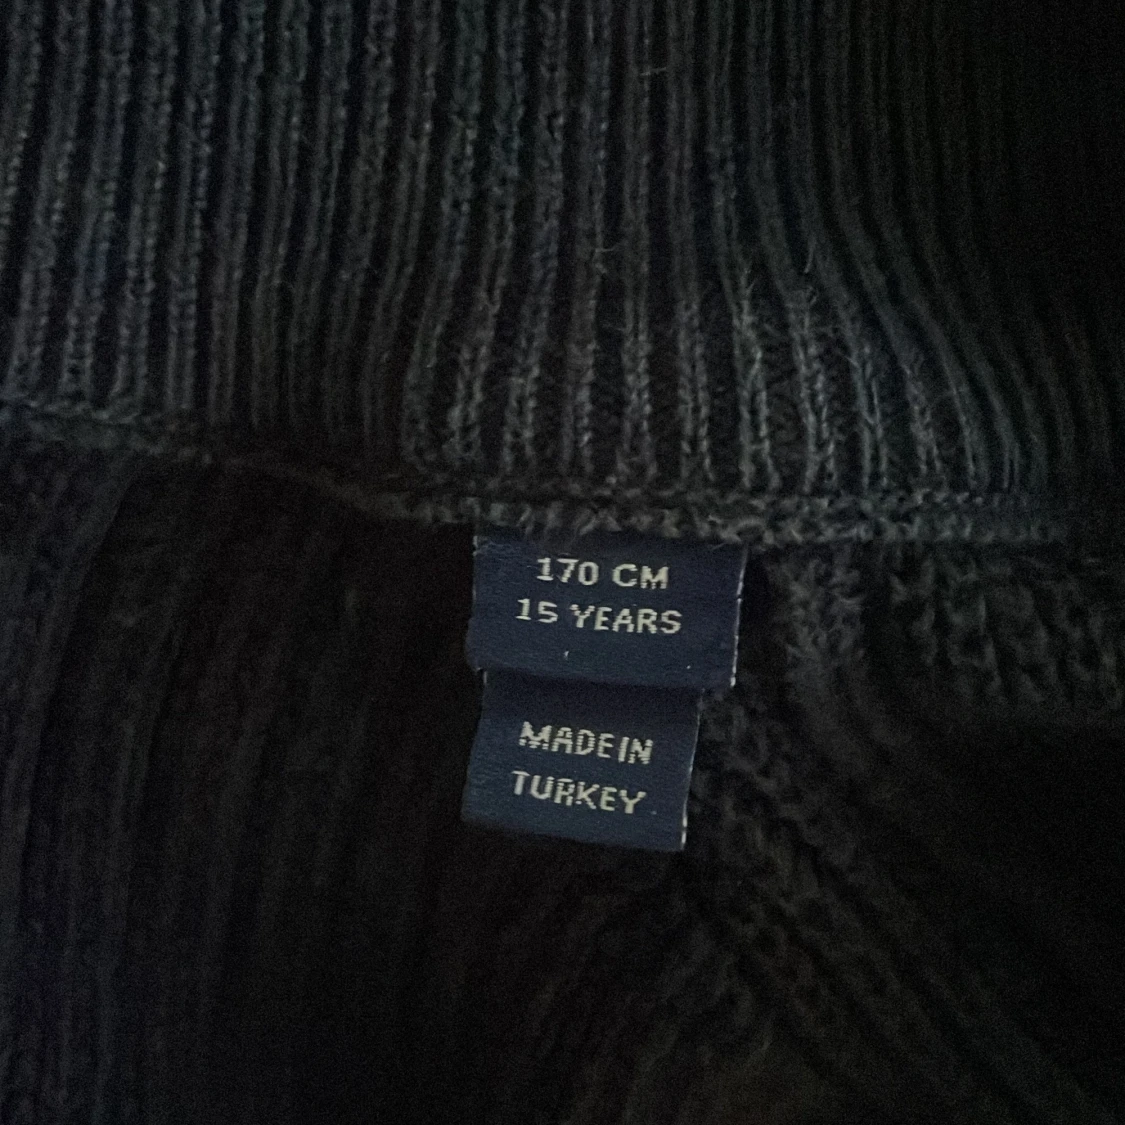 170 CM
15 YEARS
MADE IN
TURKEY